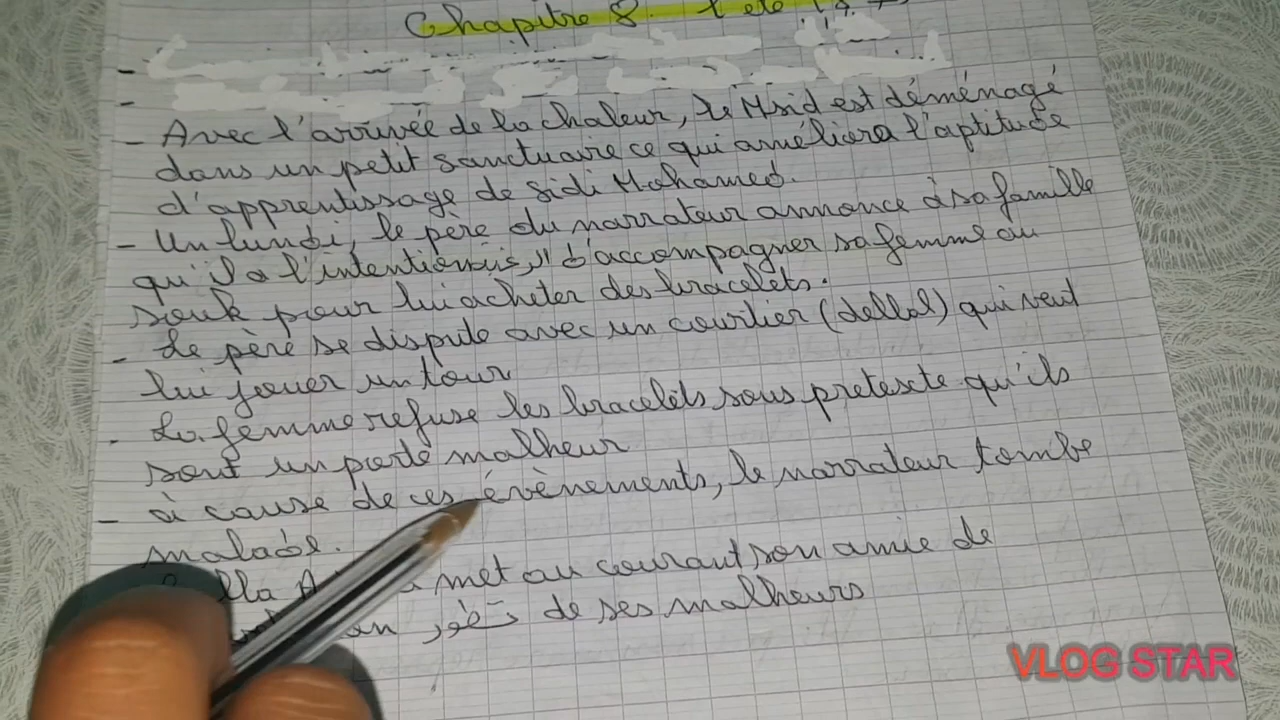 Chapitre 8. l'été
- Avec l'arrivée de la chaleur, le Msid est déménagé
dans un petit sanctuaire ce qui améliora l'aptitude
d'apprentissage de Sidi Mohamed.
- Un lundi, le père du narrateur annonce à sa famille
qu'il a l'intention d'accompagner sa femme au
souk pour lui acheter des bracelets.
- Le père se dispute avec un courtier (dellal) qui veut
lui jouer un tour
- La femme refuse les bracelets sous pretexte qu'ils
sont un porte malheur
- à cause de ces évènements, le narrateur tombe
malade.
met au courant son amie de
de ses malheurs
VLOG STAR